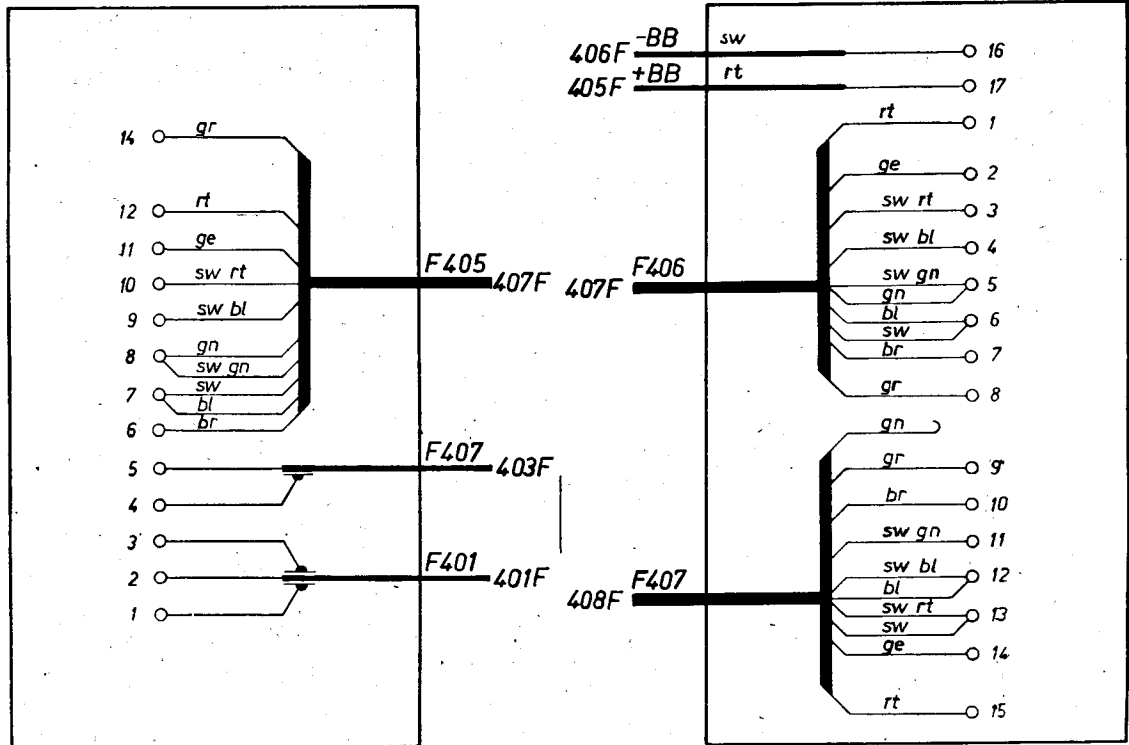 14 gr
12 rt
11 ge
10 sw rt
9 sw bl
8 gn
sw gn
7 sw
bl
6 br
F405
407F
5
4
F407
403F
3
2
1
F401
401F
406F -BB sw 16
405F +BB rt 17
rt 1
ge 2
sw rt 3
sw bl 4
sw gn 5
gn
bl 6
sw
br 7
gr 8
F406
407F
gn
gr 9
br 10
sw gn 11
sw bl 12
bl
sw rt 13
sw
ge 14
rt 15
F407
408F